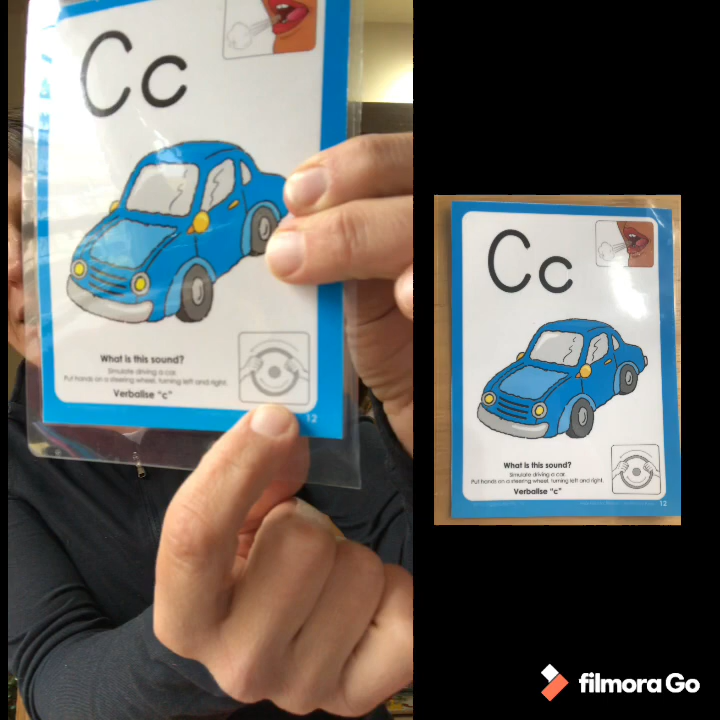 Cc
What is this sound?
Simulate driving a car.
Put hands on a steering wheel, turning left and right.
Verbalise "c"
12
Cc
What is this sound?
Simulate driving a car.
Put hands on a steering wheel, turning left and right.
Verbalise "c"
12
filmora Go